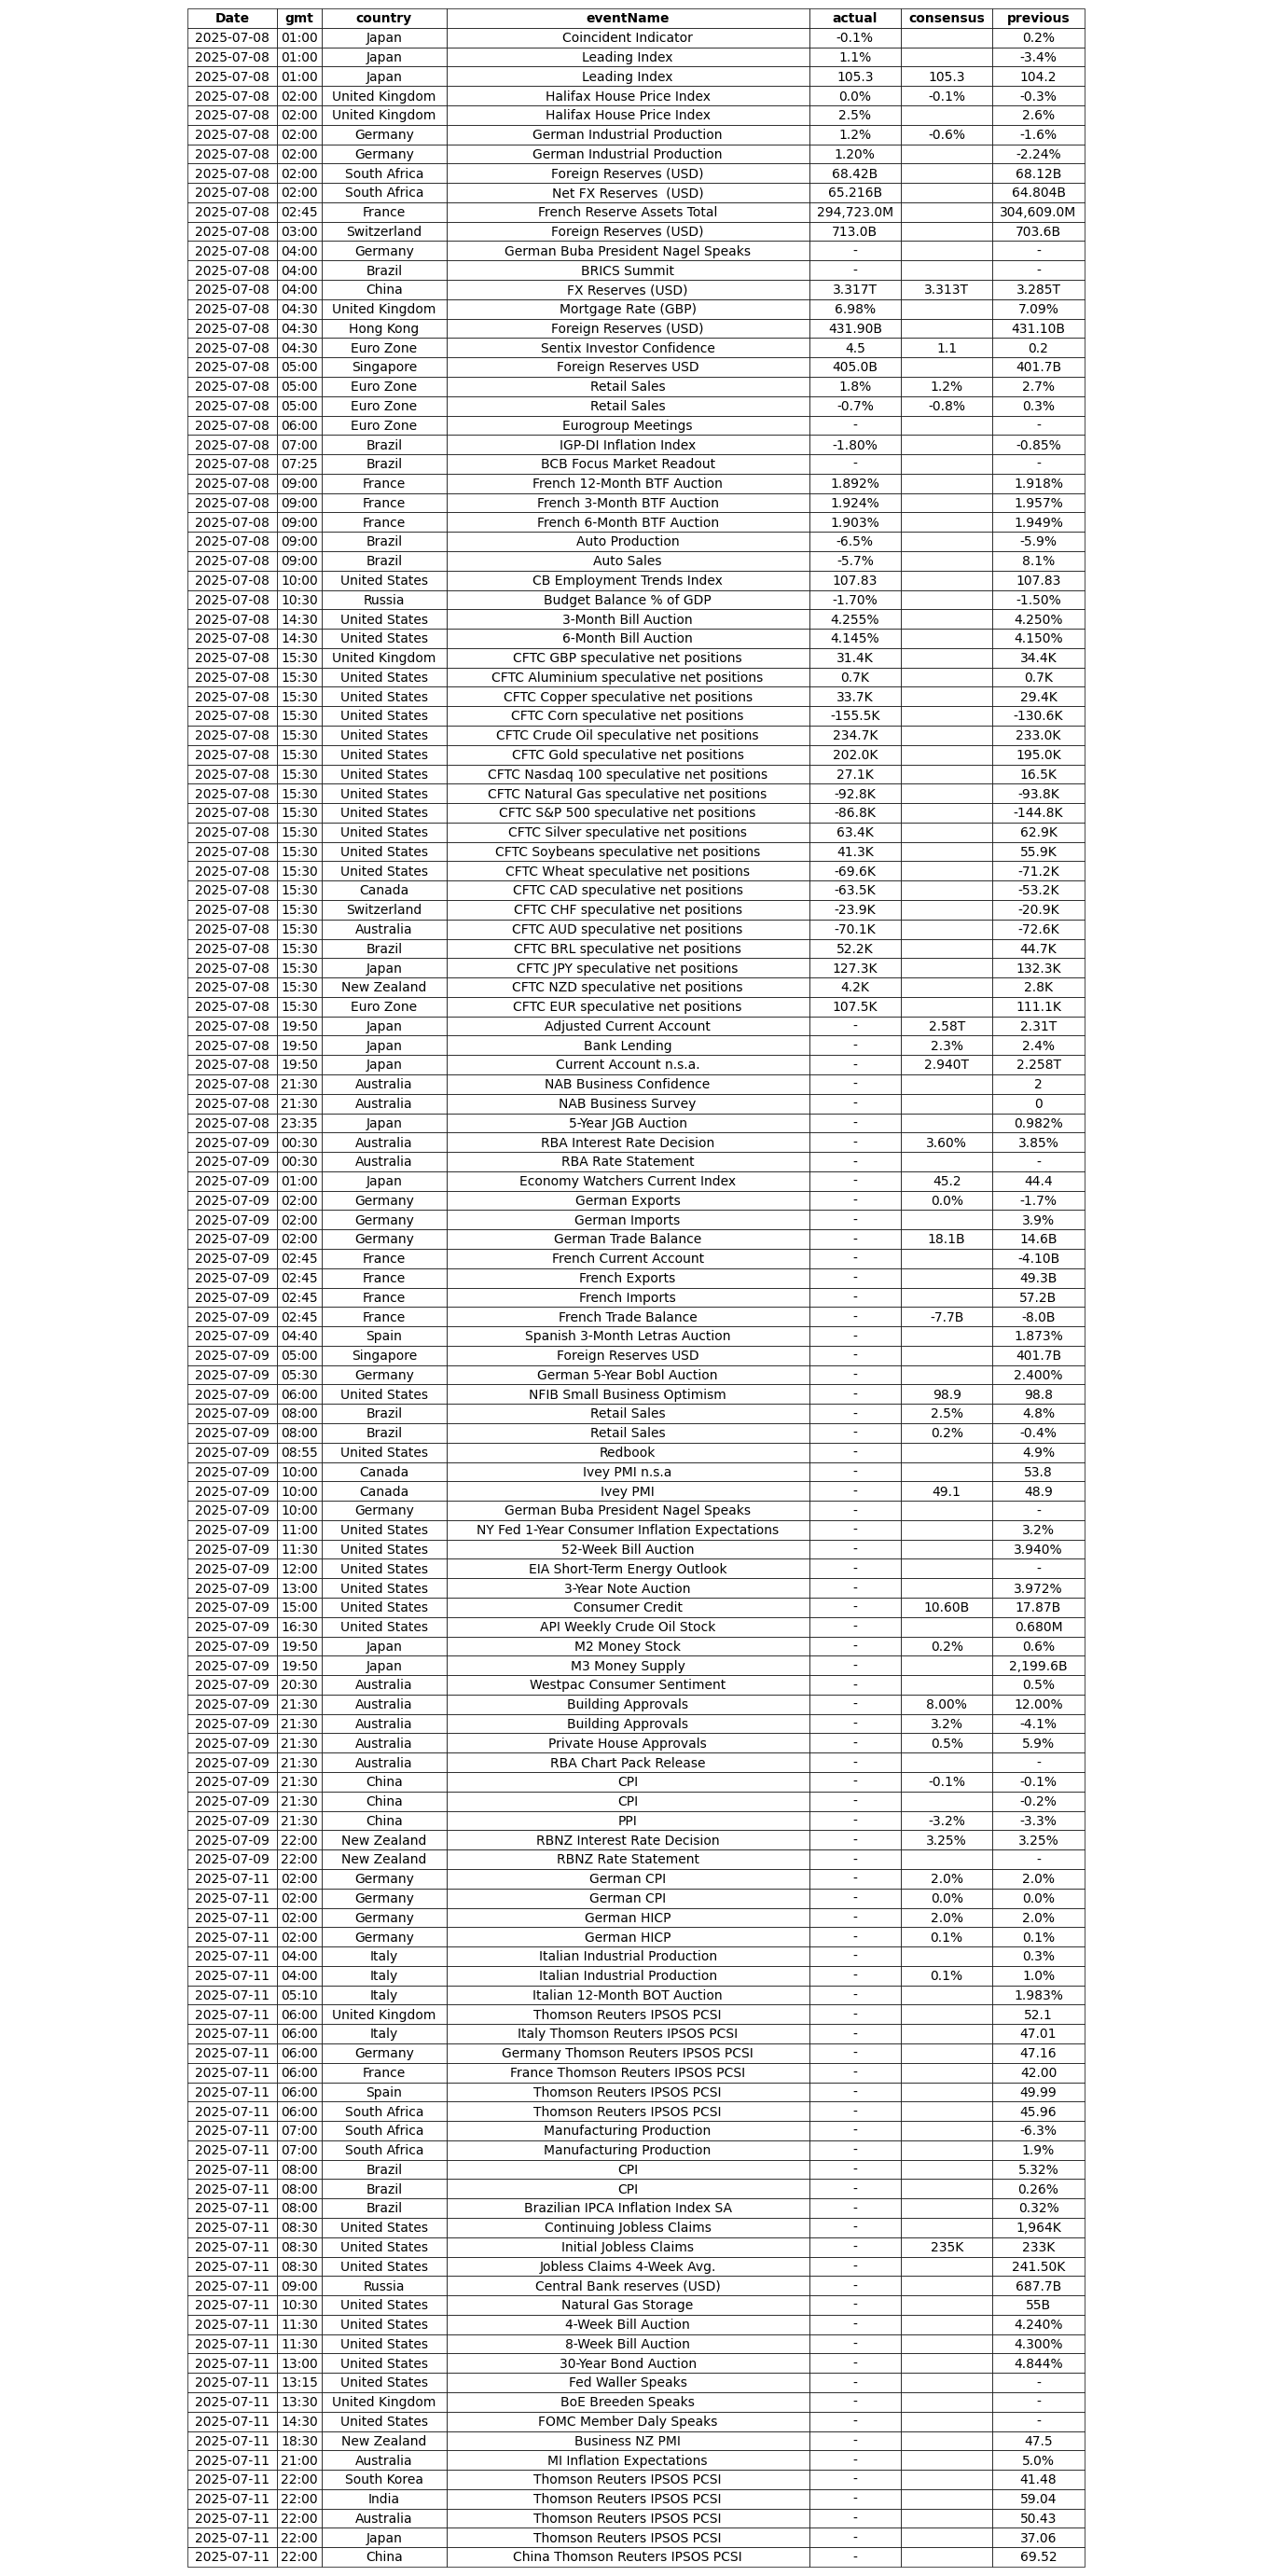 Date gmt country eventName actual consensus previous
2025-07-08 01:00 Japan Coincident Indicator -0.1% 0.2%
2025-07-08 01:00 Japan Leading Index 1.1% -3.4%
2025-07-08 01:00 Japan Leading Index 105.3 105.3 104.2
2025-07-08 02:00 United Kingdom Halifax House Price Index 0.0% -0.1% -0.3%
2025-07-08 02:00 United Kingdom Halifax House Price Index 2.5% 2.6%
2025-07-08 02:00 Germany German Industrial Production 1.2% -0.6% -1.6%
2025-07-08 02:00 Germany German Industrial Production 1.20% -2.24%
2025-07-08 02:00 South Africa Foreign Reserves (USD) 68.42B 68.12B
2025-07-08 02:00 South Africa Net FX Reserves (USD) 65.216B 64.804B
2025-07-08 02:45 France French Reserve Assets Total 294,723.0M 304,609.0M
2025-07-08 03:00 Switzerland Foreign Reserves (USD) 713.0B 703.6B
2025-07-08 04:00 Germany German Buba President Nagel Speaks - -
2025-07-08 04:00 Brazil BRICS Summit - -
2025-07-08 04:00 China FX Reserves (USD) 3.317T 3.313T 3.285T
2025-07-08 04:30 United Kingdom Mortgage Rate (GBP) 6.98% 7.09%
2025-07-08 04:30 Hong Kong Foreign Reserves (USD) 431.90B 431.10B
2025-07-08 04:30 Euro Zone Sentix Investor Confidence 4.5 1.1 0.2
2025-07-08 05:00 Singapore Foreign Reserves USD 405.0B 401.7B
2025-07-08 05:00 Euro Zone Retail Sales 1.8% 1.2% 2.7%
2025-07-08 05:00 Euro Zone Retail Sales -0.7% -0.8% 0.3%
2025-07-08 06:00 Euro Zone Eurogroup Meetings - -
2025-07-08 07:00 Brazil IGP-DI Inflation Index -1.80% -0.85%
2025-07-08 07:25 Brazil BCB Focus Market Readout - -
2025-07-08 09:00 France French 12-Month BTF Auction 1.892% 1.918%
2025-07-08 09:00 France French 3-Month BTF Auction 1.924% 1.957%
2025-07-08 09:00 France French 6-Month BTF Auction 1.903% 1.949%
2025-07-08 09:00 Brazil Auto Production -6.5% -5.9%
2025-07-08 09:00 Brazil Auto Sales -5.7% 8.1%
2025-07-08 10:00 United States CB Employment Trends Index 107.83 107.83
2025-07-08 10:30 Russia Budget Balance % of GDP -1.70% -1.50%
2025-07-08 14:30 United States 3-Month Bill Auction 4.255% 4.250%
2025-07-08 14:30 United States 6-Month Bill Auction 4.145% 4.150%
2025-07-08 15:30 United Kingdom CFTC GBP speculative net positions 31.4K 34.4K
2025-07-08 15:30 United States CFTC Aluminium speculative net positions 0.7K 0.7K
2025-07-08 15:30 United States CFTC Copper speculative net positions 33.7K 29.4K
2025-07-08 15:30 United States CFTC Corn speculative net positions -155.5K -130.6K
2025-07-08 15:30 United States CFTC Crude Oil speculative net positions 234.7K 233.0K
2025-07-08 15:30 United States CFTC Gold speculative net positions 202.0K 195.0K
2025-07-08 15:30 United States CFTC Nasdaq 100 speculative net positions 27.1K 16.5K
2025-07-08 15:30 United States CFTC Natural Gas speculative net positions -92.8K -93.8K
2025-07-08 15:30 United States CFTC S&P 500 speculative net positions -86.8K -144.8K
2025-07-08 15:30 United States CFTC Silver speculative net positions 63.4K 62.9K
2025-07-08 15:30 United States CFTC Soybeans speculative net positions 41.3K 55.9K
2025-07-08 15:30 United States CFTC Wheat speculative net positions -69.6K -71.2K
2025-07-08 15:30 Canada CFTC CAD speculative net positions -63.5K -53.2K
2025-07-08 15:30 Switzerland CFTC CHF speculative net positions -23.9K -20.9K
2025-07-08 15:30 Australia CFTC AUD speculative net positions -70.1K -72.6K
2025-07-08 15:30 Brazil CFTC BRL speculative net positions 52.2K 44.7K
2025-07-08 15:30 Japan CFTC JPY speculative net positions 127.3K 132.3K
2025-07-08 15:30 New Zealand CFTC NZD speculative net positions 4.2K 2.8K
2025-07-08 15:30 Euro Zone CFTC EUR speculative net positions 107.5K 111.1K
2025-07-08 19:50 Japan Adjusted Current Account - 2.58T 2.31T
2025-07-08 19:50 Japan Bank Lending - 2.3% 2.4%
2025-07-08 19:50 Japan Current Account n.s.a. - 2.940T 2.258T
2025-07-08 21:30 Australia NAB Business Confidence - 2
2025-07-08 21:30 Australia NAB Business Survey - 0
2025-07-08 23:35 Japan 5-Year JGB Auction - 0.982%
2025-07-09 00:30 Australia RBA Interest Rate Decision - 3.60% 3.85%
2025-07-09 00:30 Australia RBA Rate Statement - -
2025-07-09 01:00 Japan Economy Watchers Current Index - 45.2 44.4
2025-07-09 02:00 Germany German Exports - 0.0% -1.7%
2025-07-09 02:00 Germany German Imports - 3.9%
2025-07-09 02:00 Germany German Trade Balance - 18.1B 14.6B
2025-07-09 02:45 France French Current Account - -4.10B
2025-07-09 02:45 France French Exports - 49.3B
2025-07-09 02:45 France French Imports - 57.2B
2025-07-09 02:45 France French Trade Balance - -7.7B -8.0B
2025-07-09 04:40 Spain Spanish 3-Month Letras Auction - 1.873%
2025-07-09 05:00 Singapore Foreign Reserves USD - 401.7B
2025-07-09 05:30 Germany German 5-Year Bobl Auction - 2.400%
2025-07-09 06:00 United States NFIB Small Business Optimism - 98.9 98.8
2025-07-09 08:00 Brazil Retail Sales - 2.5% 4.8%
2025-07-09 08:00 Brazil Retail Sales - 0.2% -0.4%
2025-07-09 08:55 United States Redbook - 4.9%
2025-07-09 10:00 Canada Ivey PMI n.s.a - 53.8
2025-07-09 10:00 Canada Ivey PMI - 49.1 48.9
2025-07-09 10:00 Germany German Buba President Nagel Speaks - -
2025-07-09 11:00 United States NY Fed 1-Year Consumer Inflation Expectations - 3.2%
2025-07-09 11:30 United States 52-Week Bill Auction - 3.940%
2025-07-09 12:00 United States EIA Short-Term Energy Outlook - -
2025-07-09 13:00 United States 3-Year Note Auction - 3.972%
2025-07-09 15:00 United States Consumer Credit - 10.60B 17.87B
2025-07-09 16:30 United States API Weekly Crude Oil Stock - 0.680M
2025-07-09 19:50 Japan M2 Money Stock - 0.2% 0.6%
2025-07-09 19:50 Japan M3 Money Supply - 2,199.6B
2025-07-09 20:30 Australia Westpac Consumer Sentiment - 0.5%
2025-07-09 21:30 Australia Building Approvals - 8.00% 12.00%
2025-07-09 21:30 Australia Building Approvals - 3.2% -4.1%
2025-07-09 21:30 Australia Private House Approvals - 0.5% 5.9%
2025-07-09 21:30 Australia RBA Chart Pack Release - -
2025-07-09 21:30 China CPI - -0.1% -0.1%
2025-07-09 21:30 China CPI - -0.2%
2025-07-09 21:30 China PPI - -3.2% -3.3%
2025-07-09 22:00 New Zealand RBNZ Interest Rate Decision - 3.25% 3.25%
2025-07-09 22:00 New Zealand RBNZ Rate Statement - -
2025-07-11 02:00 Germany German CPI - 2.0% 2.0%
2025-07-11 02:00 Germany German CPI - 0.0% 0.0%
2025-07-11 02:00 Germany German HICP - 2.0% 2.0%
2025-07-11 02:00 Germany German HICP - 0.1% 0.1%
2025-07-11 04:00 Italy Italian Industrial Production - 0.3%
2025-07-11 04:00 Italy Italian Industrial Production - 0.1% 1.0%
2025-07-11 05:10 Italy Italian 12-Month BOT Auction - 1.983%
2025-07-11 06:00 United Kingdom Thomson Reuters IPSOS PCSI - 52.1
2025-07-11 06:00 Italy Italy Thomson Reuters IPSOS PCSI - 47.01
2025-07-11 06:00 Germany Germany Thomson Reuters IPSOS PCSI - 47.16
2025-07-11 06:00 France France Thomson Reuters IPSOS PCSI - 42.00
2025-07-11 06:00 Spain Thomson Reuters IPSOS PCSI - 49.99
2025-07-11 06:00 South Africa Thomson Reuters IPSOS PCSI - 45.96
2025-07-11 07:00 South Africa Manufacturing Production - -6.3%
2025-07-11 07:00 South Africa Manufacturing Production - 1.9%
2025-07-11 08:00 Brazil CPI - 5.32%
2025-07-11 08:00 Brazil CPI - 0.26%
2025-07-11 08:00 Brazil Brazilian IPCA Inflation Index SA - 0.32%
2025-07-11 08:30 United States Continuing Jobless Claims - 1,964K
2025-07-11 08:30 United States Initial Jobless Claims - 235K 233K
2025-07-11 08:30 United States Jobless Claims 4-Week Avg. - 241.50K
2025-07-11 09:00 Russia Central Bank reserves (USD) - 687.7B
2025-07-11 10:30 United States Natural Gas Storage - 55B
2025-07-11 11:30 United States 4-Week Bill Auction - 4.240%
2025-07-11 11:30 United States 8-Week Bill Auction - 4.300%
2025-07-11 13:00 United States 30-Year Bond Auction - 4.844%
2025-07-11 13:15 United States Fed Waller Speaks - -
2025-07-11 13:30 United Kingdom BoE Breeden Speaks - -
2025-07-11 14:30 United States FOMC Member Daly Speaks - -
2025-07-11 18:30 New Zealand Business NZ PMI - 47.5
2025-07-11 21:00 Australia MI Inflation Expectations - 5.0%
2025-07-11 22:00 South Korea Thomson Reuters IPSOS PCSI - 41.48
2025-07-11 22:00 India Thomson Reuters IPSOS PCSI - 59.04
2025-07-11 22:00 Australia Thomson Reuters IPSOS PCSI - 50.43
2025-07-11 22:00 Japan Thomson Reuters IPSOS PCSI - 37.06
2025-07-11 22:00 China China Thomson Reuters IPSOS PCSI - 69.52